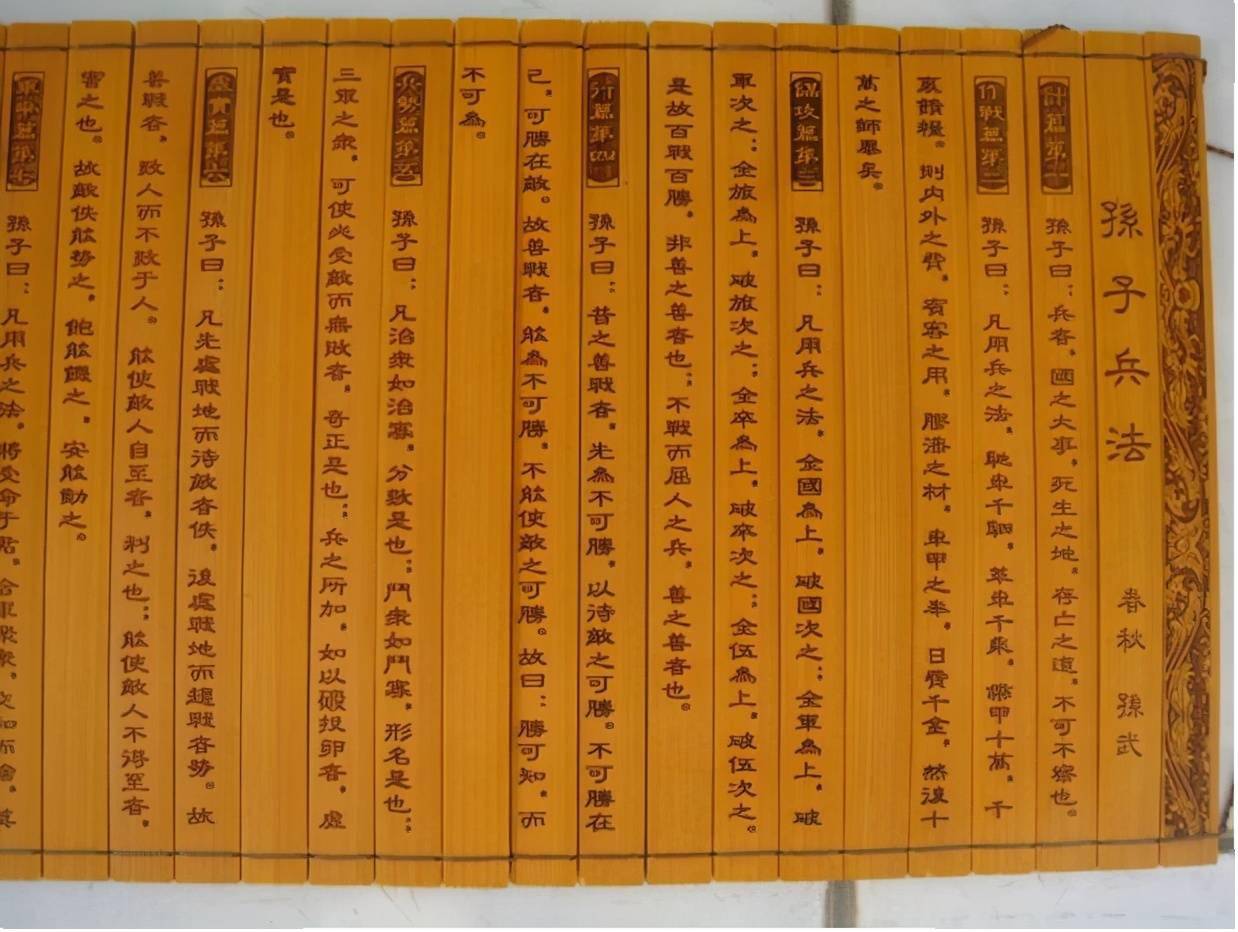 孫子兵法 春秋 孫武
計篇第一 孫子曰：兵者，國之大事，死生之地，存亡之道，不可不察也。
作戰篇第二 孫子曰：凡用兵之法，馳車千駟，革車千乘，帶甲十萬，千
里饋糧。則內外之費，賓客之用，膠漆之材，車甲之奉，日費千金，然後十
萬之師舉矣。
謀攻篇第三 孫子曰：凡用兵之法，全國為上，破國次之；全軍為上，破
軍次之；全旅為上，破旅次之；全卒為上，破卒次之；全伍為上，破伍次之。
是故百戰百勝，非善之善者也；不戰而屈人之兵，善之善者也。
形篇第四 孫子曰：昔之善戰者，先為不可勝，以待敵之可勝。不可勝在
己，可勝在敵。故善戰者，能為不可勝，不能使敵之可勝。故曰：勝可知，而
不可為。
兵勢篇第五 孫子曰：凡治衆如治寡，分數是也；鬥衆如鬥寡，形名是也；
三軍之衆，可使必受敵而無敗者，奇正是也；兵之所加，如以碬投卵者，虛
實是也。
虛實篇第六 孫子曰：凡先處戰地而待敵者佚，後處戰地而趨戰者勞。故
善戰者，致人而不致于人。能使敵人自至者，利之也；能使敵人不得至者，
害之也。故敵佚能勞之，飽能饑之，安能動之。
軍爭篇第七 孫子曰：凡用兵之法，將受命于君，合軍聚衆，交和而舍，莫